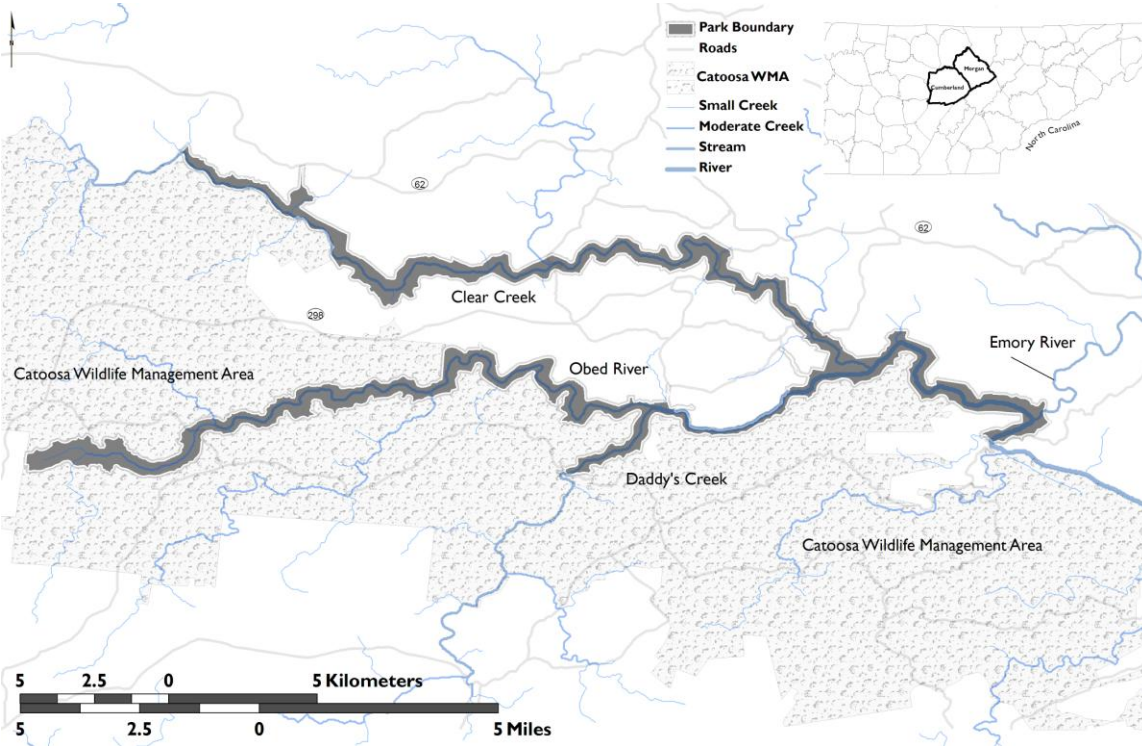 N
Park Boundary
Roads
Catoosa WMA
Small Creek
Moderate Creek
Stream
River
Morgan
Cumberland
North Carolina
62
62
Clear Creek
298
Emory River
Obed River
Catoosa Wildlife Management Area
Daddy's Creek
Catoosa Wildlife Management Area
5 2.5 0 5 Kilometers
5 2.5 0 5 Miles